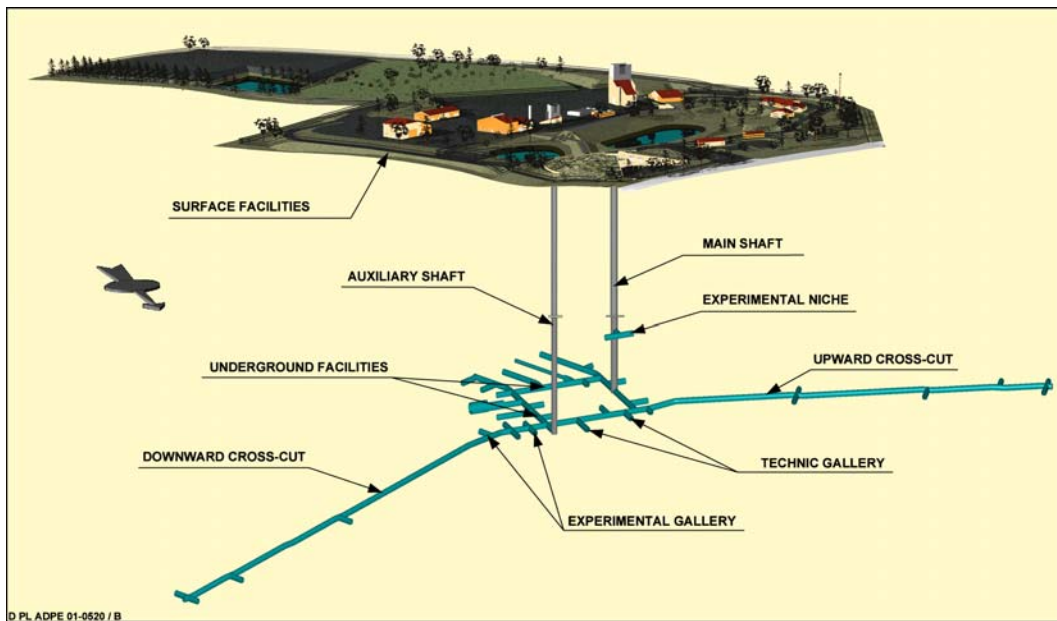 SURFACE FACILITIES
MAIN SHAFT
AUXILIARY SHAFT
EXPERIMENTAL NICHE
UNDERGROUND FACILITIES
UPWARD CROSS-CUT
DOWNWARD CROSS-CUT
TECHNIC GALLERY
EXPERIMENTAL GALLERY
D PL ADPE 01-0520 / B